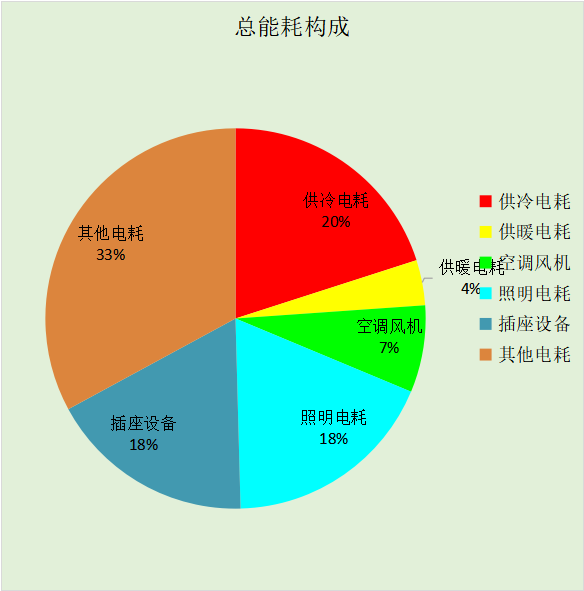 总能耗构成
供冷电耗
20%
供暖电耗
4%
空调风机
7%
照明电耗
18%
插座设备
18%
其他电耗
33%
供冷电耗
供暖电耗
空调风机
照明电耗
插座设备
其他电耗